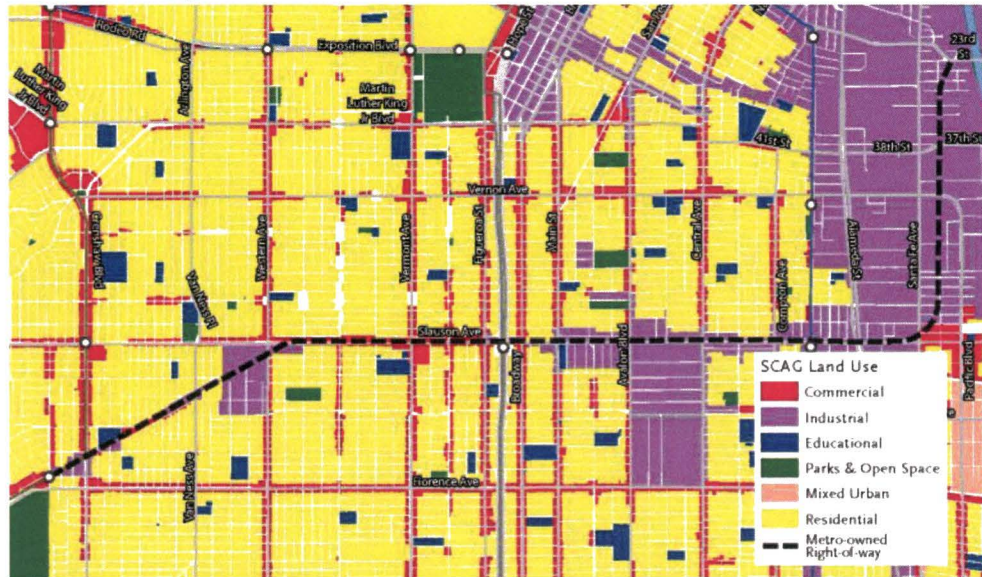 Rodeo Rd
Exposition Blvd
23rd
St
Martin
Luther King
Jr Blvd
Arlington Ave
Martin
Luther King
Jr Blvd
41st St
38th St
37th St
Vernon Ave
Crenshaw Blvd
Western Ave
Vermont Ave
Figueroa St
Main St
Central Ave
Compton Ave
Alameda St
Santa Fe Ave
Van Ness Pl
Slauson Ave
Broadway
Avalon Blvd
Pacific Blvd
Van Ness Ave
Florence Ave
SCAG Land Use
Commercial
Industrial
Educational
Parks & Open Space
Mixed Urban
Residential
Metro-owned
Right-of-way